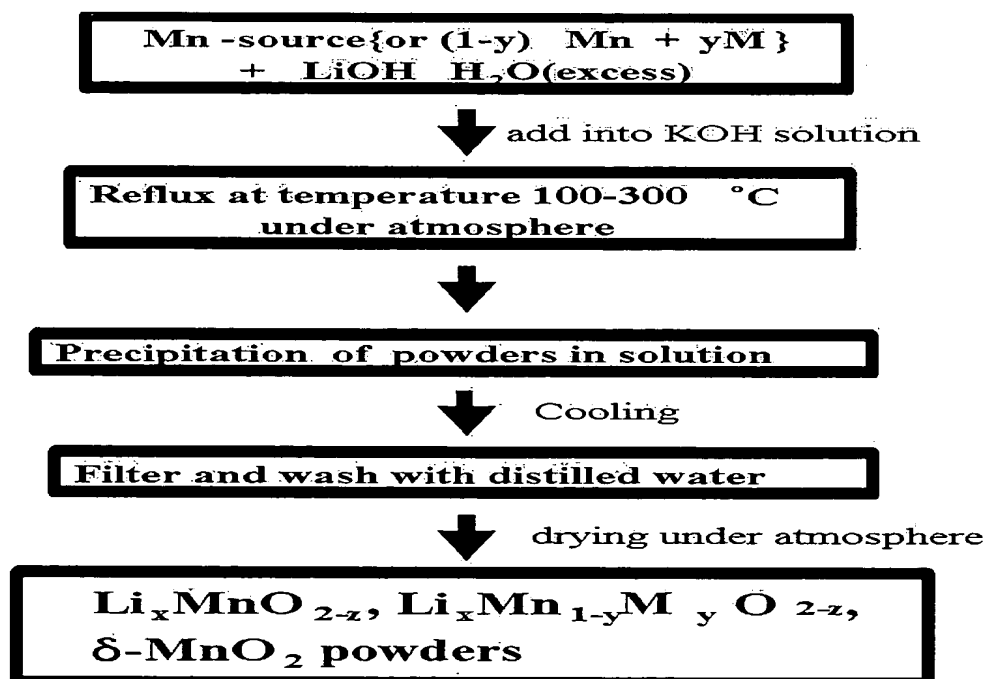 Mn -source{or (1-y) Mn + yM }
+ LiOH H₂O(excess)
add into KOH solution
Reflux at temperature 100-300 °C
under atmosphere
Precipitation of powders in solution
Cooling
Filter and wash with distilled water
drying under atmosphere
LiₓMnO₂₋z, LiₓMn₁₋yM y O 2-z,
δ-MnO₂ powders